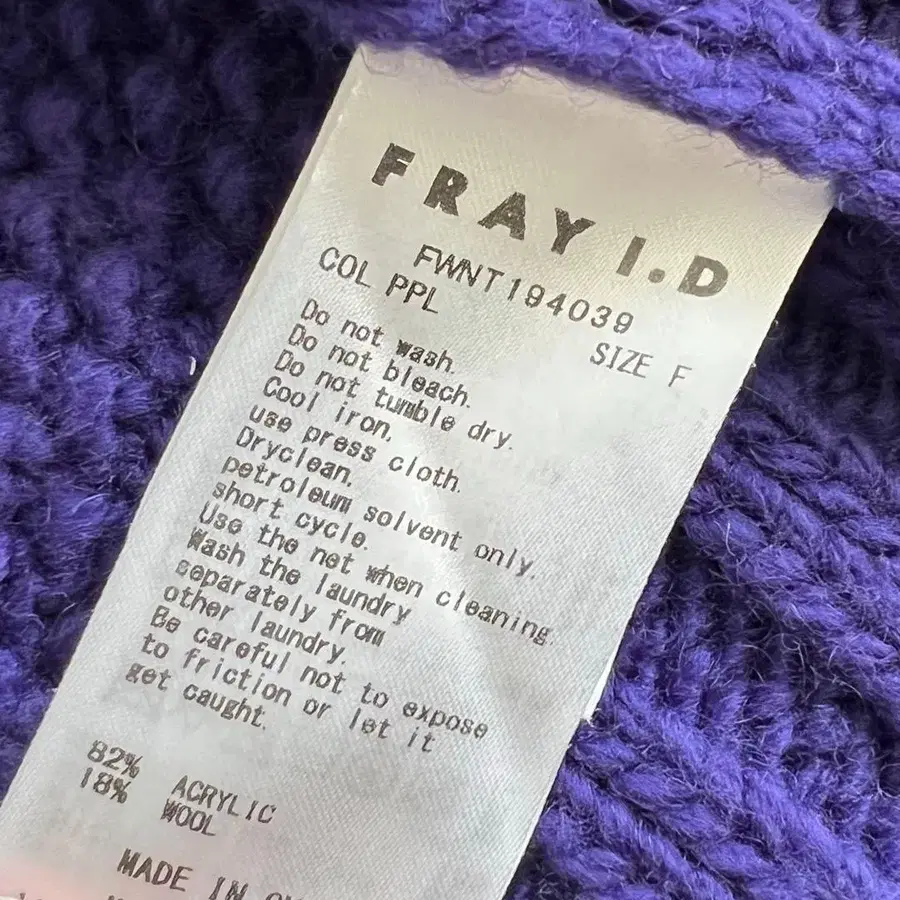 FRAY I.D
FWNT194039
COL PPL
SIZE F
Do not wash.
Do not bleach.
Do not tumble dry.
Cool iron,
use press cloth.
Dryclean.
petroleum solvent only.
short cycle.
Use the net when cleaning.
Wash the laundry
separately from
other laundry.
Be careful not to expose
to friction or let it
get caught.
82% ACRYLIC
18% WOOL
MADE IN